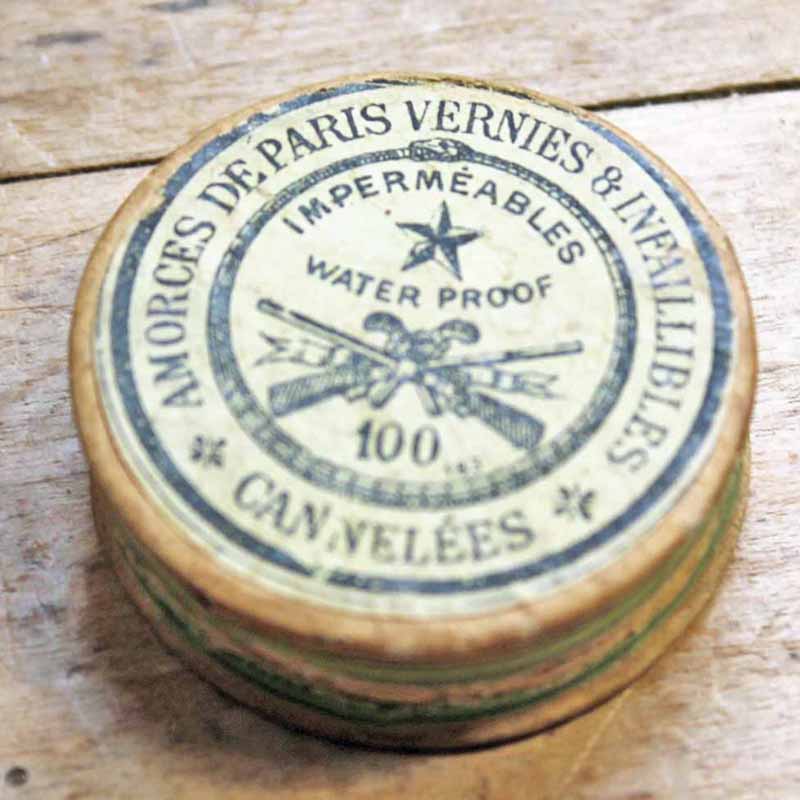 AMORCES DE PARIS VERNIES & INFAILLIBLES
IMPERMÉABLES
WATER PROOF
100
CANNELÉES